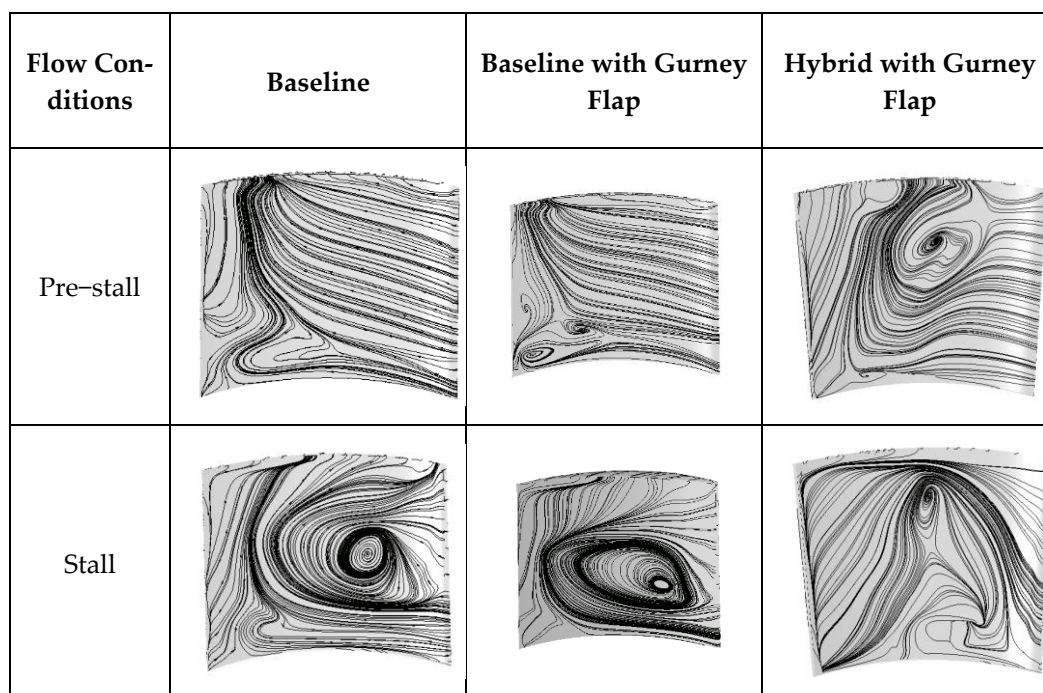 Flow Con-
ditions
Baseline
Baseline with Gurney
Flap
Hybrid with Gurney
Flap
Pre−stall
Stall